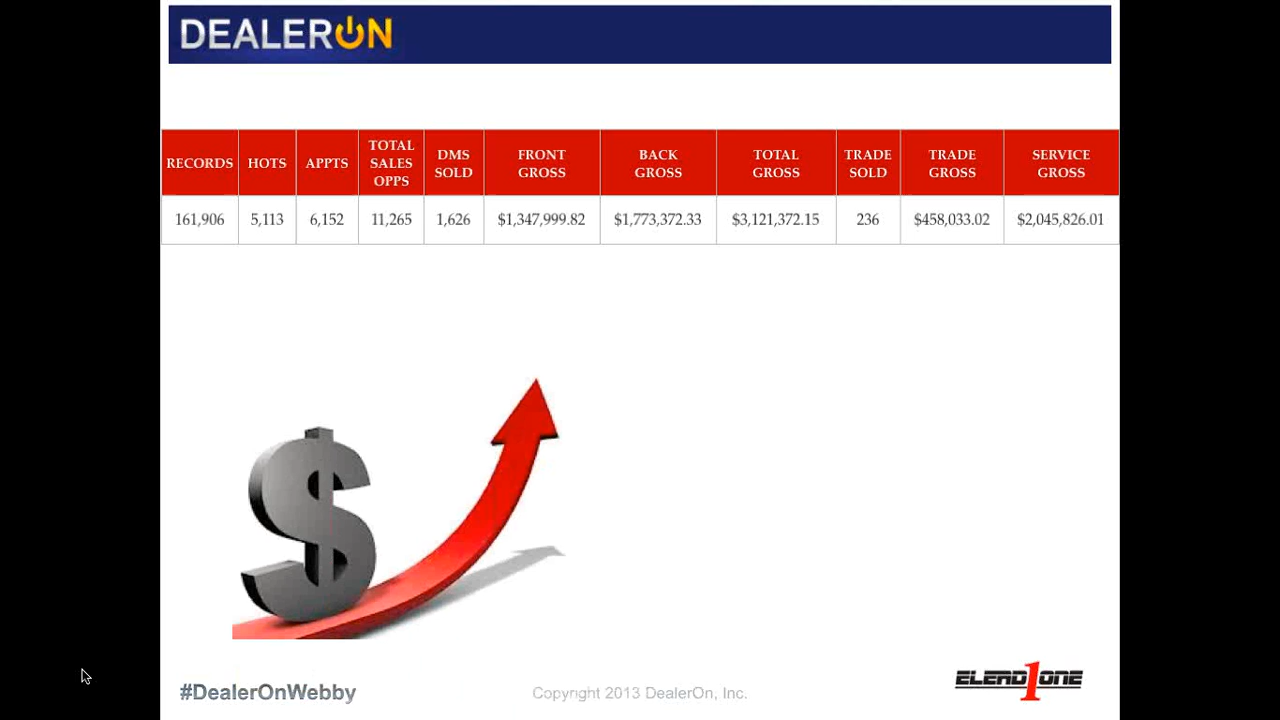 DEALERON
RECORDS HOTS APPTS TOTAL SALES OPPS DMS SOLD FRONT GROSS BACK GROSS TOTAL GROSS TRADE SOLD TRADE GROSS SERVICE GROSS
161,906 5,113 6,152 11,265 1,626 $1,347,999.82 $1,773,372.33 $3,121,372.15 236 $458,033.02 $2,045,826.01
$
#DealerOnWebby Copyright 2013 DealerOn, Inc. ELEAD1ONE